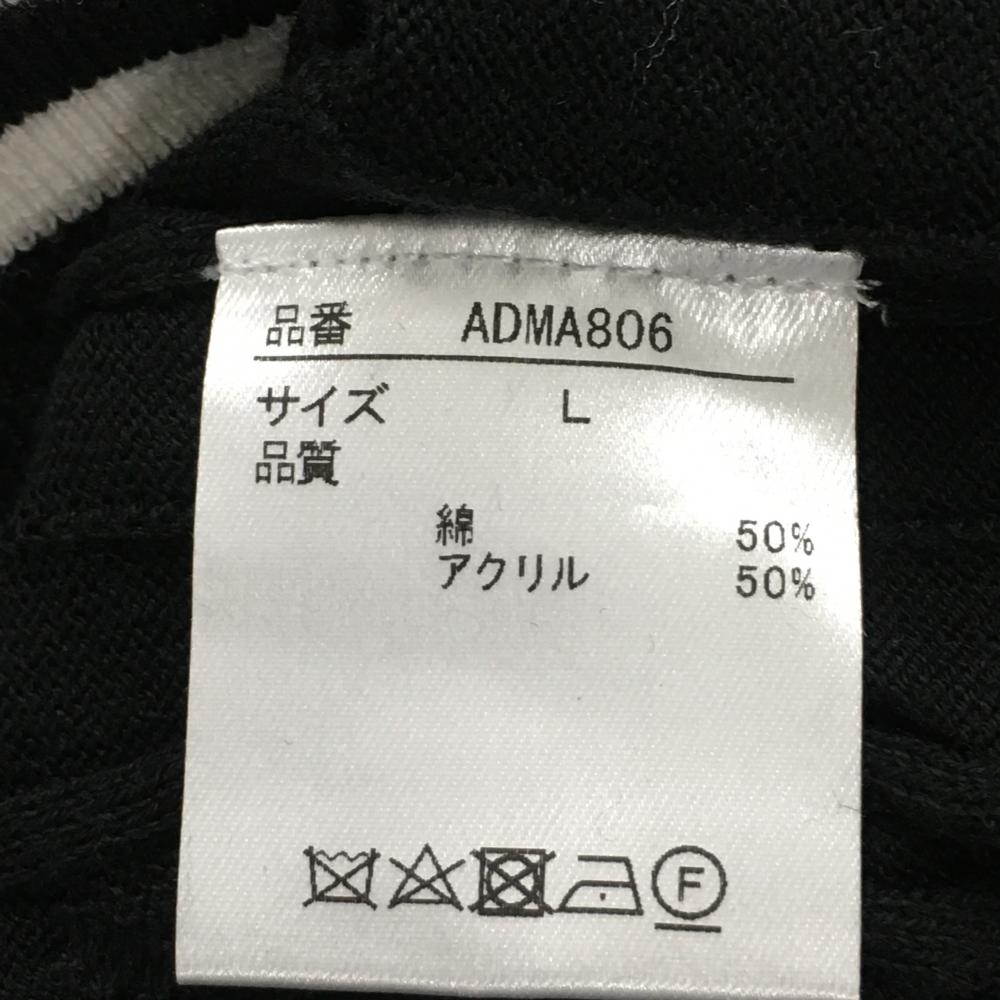 品番 ADMA806
サイズ L
品質
綿 50%
アクリル 50%
F